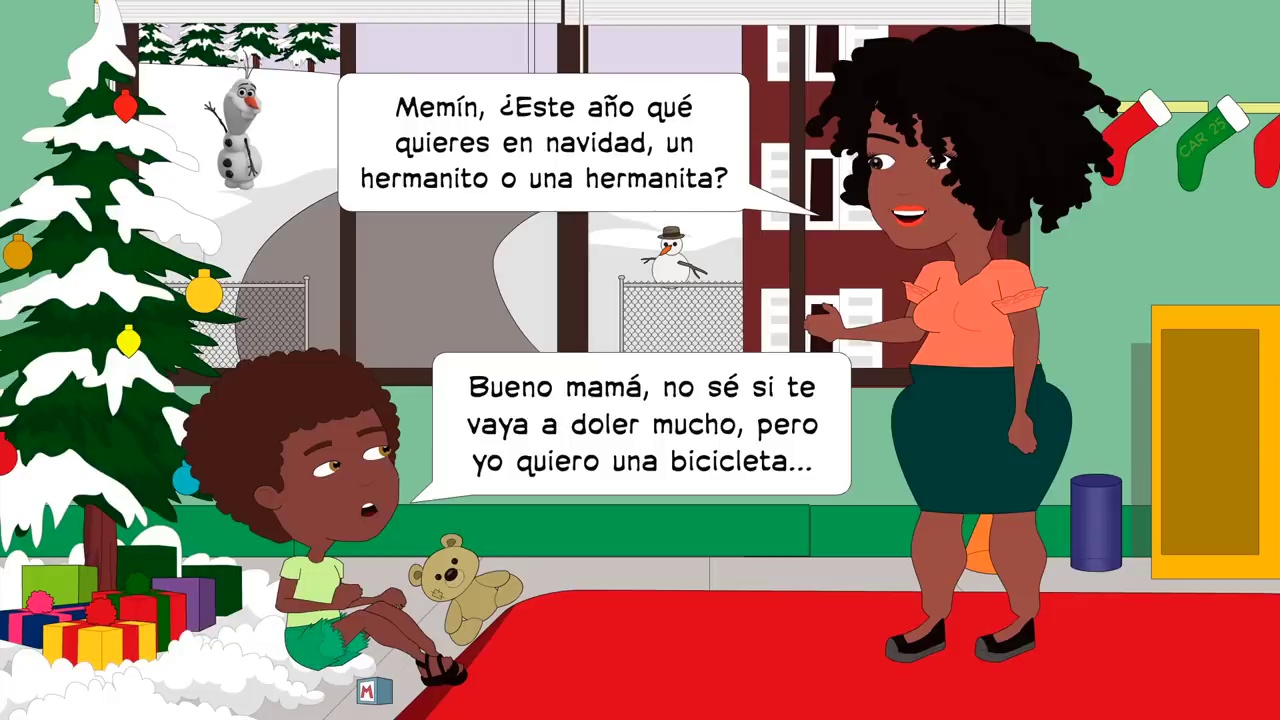 Memín, ¿Este año qué
quieres en navidad, un
hermanito o una hermanita?
CAR 25
Bueno mamá, no sé si te
vaya a doler mucho, pero
yo quiero una bicicleta...
M